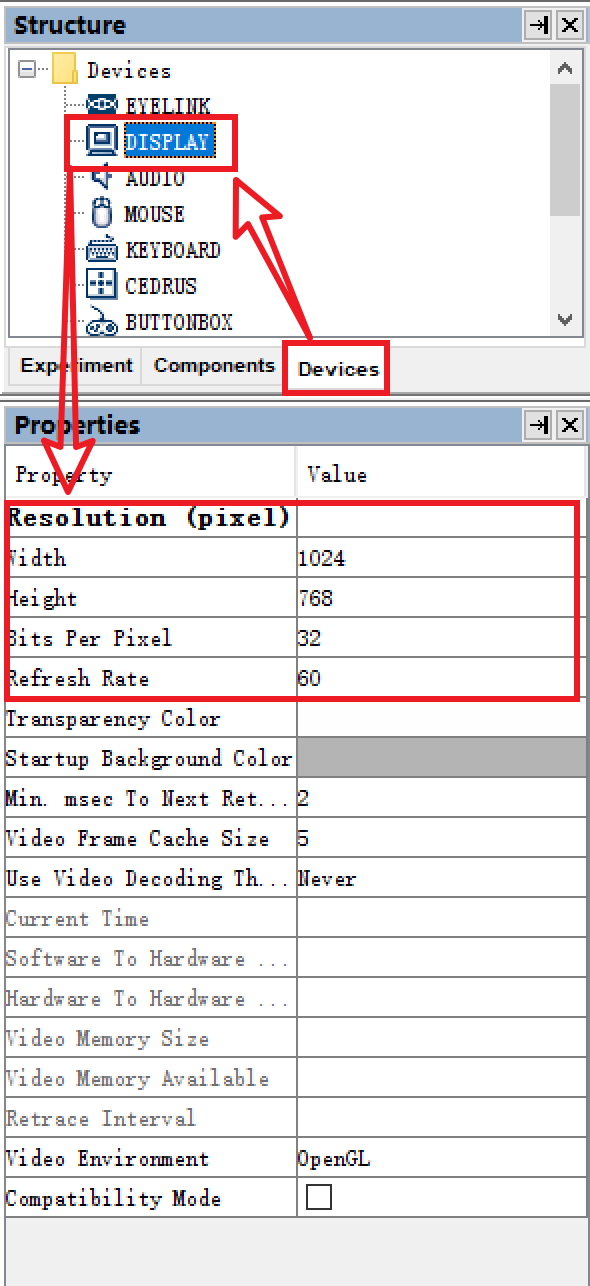 Structure
Devices
EYELINK
DISPLAY
AUDIO
MOUSE
KEYBOARD
CEDRUS
BUTTONBOX
Experiment Components Devices
Properties
Property Value
Resolution (pixel)
Width 1024
Height 768
Bits Per Pixel 32
Refresh Rate 60
Transparency Color
Startup Background Color
Min. msec To Next Ret... 2
Video Frame Cache Size 5
Use Video Decoding Th... Never
Current Time
Software To Hardware ...
Hardware To Hardware ...
Video Memory Size
Video Memory Available
Retrace Interval
Video Environment OpenGL
Compatibility Mode